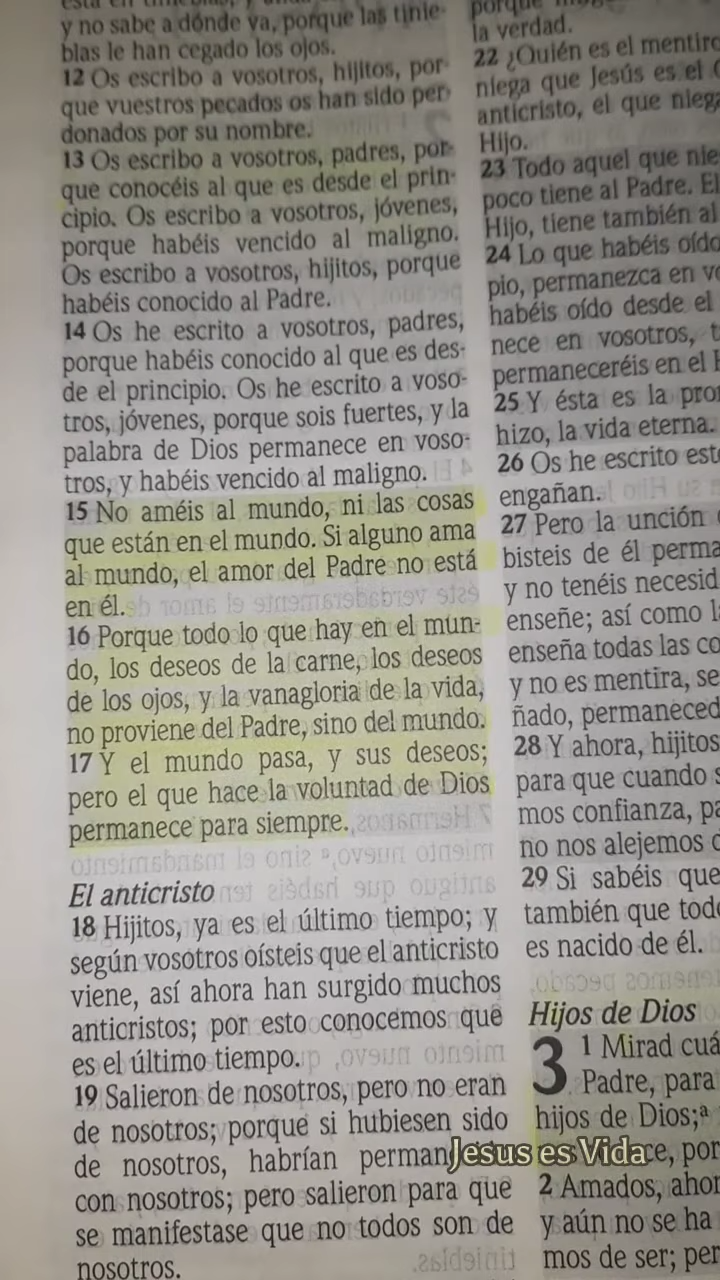 y no sabe a dónde va, porque las tinie-
blas le han cegado los ojos.
12 Os escribo a vosotros, hijitos, por-
que vuestros pecados os han sido per-
donados por su nombre.
13 Os escribo a vosotros, padres, por-
que conocéis al que es desde el prin-
cipio. Os escribo a vosotros, jóvenes,
porque habéis vencido al maligno.
Os escribo a vosotros, hijitos, porque
habéis conocido al Padre.
14 Os he escrito a vosotros, padres,
porque habéis conocido al que es des-
de el principio. Os he escrito a voso-
tros, jóvenes, porque sois fuertes, y la
palabra de Dios permanece en voso-
tros, y habéis vencido al maligno.
15 No améis al mundo, ni las cosas
que están en el mundo. Si alguno ama
al mundo, el amor del Padre no está
en él.
16 Porque todo lo que hay en el mun-
do, los deseos de la carne, los deseos
de los ojos, y la vanagloria de la vida,
no proviene del Padre, sino del mundo.
17 Y el mundo pasa, y sus deseos;
pero el que hace la voluntad de Dios
permanece para siempre.
El anticristo
18 Hijitos, ya es el último tiempo; y
según vosotros oísteis que el anticristo
viene, así ahora han surgido muchos
anticristos; por esto conocemos que
es el último tiempo.
19 Salieron de nosotros, pero no eran
de nosotros; porque si hubiesen sido
de nosotros, habrían perman
con nosotros; pero salieron para que
se manifestase que no todos son de
nosotros.
porque
la verdad.
22 ¿Quién es el mentiro
niega que Jesús es el
anticristo, el que nieg
Hijo.
23 Todo aquel que nie
poco tiene al Padre. El
Hijo, tiene también al
24 Lo que habéis oído
pio, permanezca en vo
habéis oído desde el
nece en vosotros, t
permaneceréis en el
25 Y ésta es la pro
hizo, la vida eterna.
26 Os he escrito est
engañan.
27 Pero la unción
bisteis de él perma
y no tenéis necesid
enseñe; así como l
enseña todas las co
y no es mentira, se
ñado, permaneced
28 Y ahora, hijitos
para que cuando s
mos confianza, pa
no nos alejemos d
29 Si sabéis que
también que tod
es nacido de él.
Hijos de Dios
3 1 Mirad cuá
Padre, para
hijos de Dios;ª
ce, por
2 Amados, ahor
y aún no se ha
mos de ser; per
Jesus es Vida